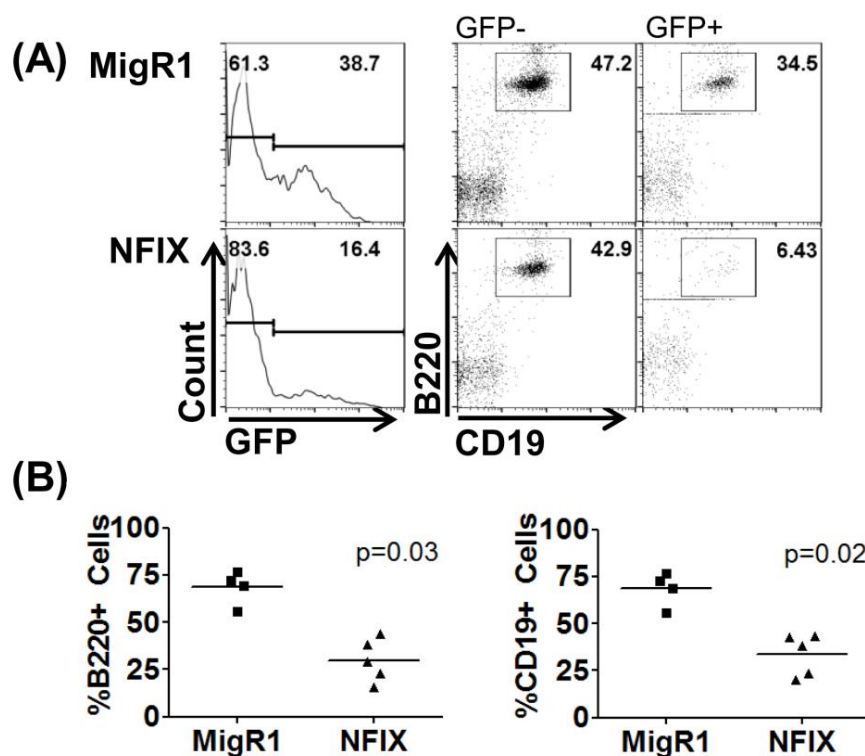 (A)
MigR1
GFP-
GFP+
61.3 38.7
47.2
34.5
NFIX
83.6 16.4
42.9
6.43
Count
GFP
B220
CD19
(B)
%B220+ Cells
100
75
50
25
0
p=0.03
MigR1 NFIX
%CD19+ Cells
100
75
50
25
0
p=0.02
MigR1 NFIX